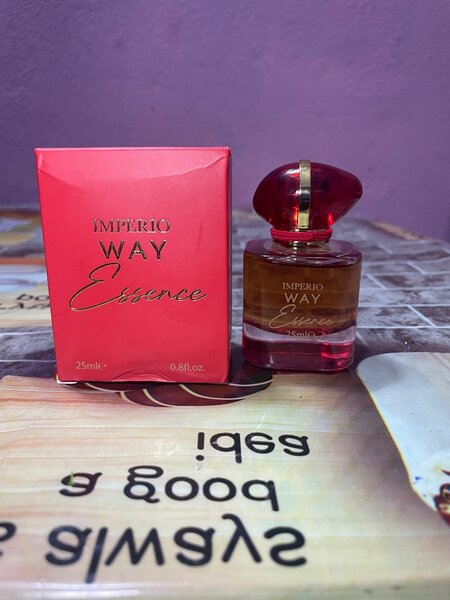 IMPERIO
WAY
Essence
25ml℮ 0.8fl.oz.
IMPERIO
WAY
Essence
25ml℮
always
a good
idea